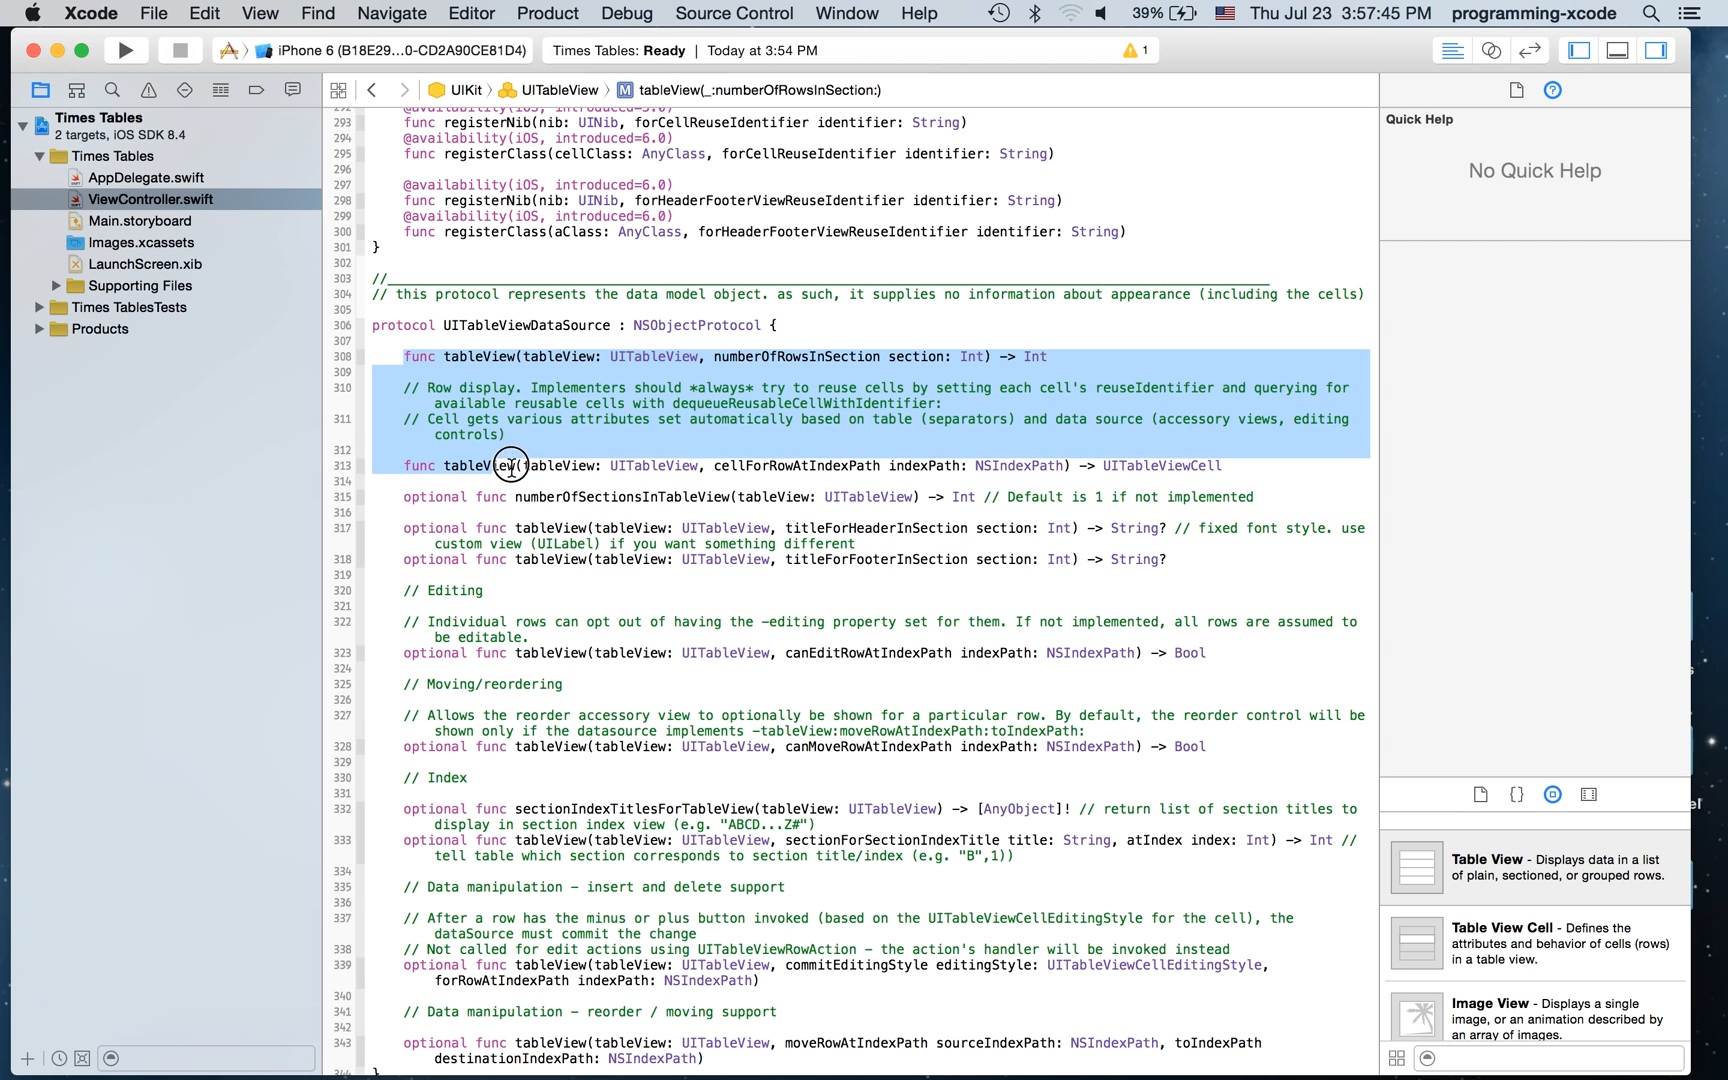 Xcode File Edit View Find Navigate Editor Product Debug Source Control Window Help 39% Thu Jul 23 3:57:45 PM programming-xcode
iPhone 6 (B18E29...0-CD2A90CE81D4) Times Tables: Ready | Today at 3:54 PM 1
UIKit UITableView M tableView(_:numberOfRowsInSection:)
Times Tables
2 targets, iOS SDK 8.4
Times Tables
AppDelegate.swift
ViewController.swift
Main.storyboard
Images.xcassets
LaunchScreen.xib
Supporting Files
Times TablesTests
Products
292 @availability(iOS, introduced=5.0)
293 func registerNib(nib: UINib, forCellReuseIdentifier identifier: String)
294 @availability(iOS, introduced=6.0)
295 func registerClass(cellClass: AnyClass, forCellReuseIdentifier identifier: String)
296
297 @availability(iOS, introduced=6.0)
298 func registerNib(nib: UINib, forHeaderFooterViewReuseIdentifier identifier: String)
299 @availability(iOS, introduced=6.0)
300 func registerClass(aClass: AnyClass, forHeaderFooterViewReuseIdentifier identifier: String)
301 }
302
303 //_______________________________________________________________________________________________________________
304 // this protocol represents the data model object. as such, it supplies no information about appearance (including the cells)
305
306 protocol UITableViewDataSource : NSObjectProtocol {
307
308 func tableView(tableView: UITableView, numberOfRowsInSection section: Int) -> Int
309
310 // Row display. Implementers should *always* try to reuse cells by setting each cell's reuseIdentifier and querying for
available reusable cells with dequeueReusableCellWithIdentifier:
311 // Cell gets various attributes set automatically based on table (separators) and data source (accessory views, editing
controls)
312
313 func tableView(tableView: UITableView, cellForRowAtIndexPath indexPath: NSIndexPath) -> UITableViewCell
314
315 optional func numberOfSectionsInTableView(tableView: UITableView) -> Int // Default is 1 if not implemented
316
317 optional func tableView(tableView: UITableView, titleForHeaderInSection section: Int) -> String? // fixed font style. use
custom view (UILabel) if you want something different
318 optional func tableView(tableView: UITableView, titleForFooterInSection section: Int) -> String?
319
320 // Editing
321
322 // Individual rows can opt out of having the -editing property set for them. If not implemented, all rows are assumed to
be editable.
323 optional func tableView(tableView: UITableView, canEditRowAtIndexPath indexPath: NSIndexPath) -> Bool
324
325 // Moving/reordering
326
327 // Allows the reorder accessory view to optionally be shown for a particular row. By default, the reorder control will be
shown only if the datasource implements -tableView:moveRowAtIndexPath:toIndexPath:
328 optional func tableView(tableView: UITableView, canMoveRowAtIndexPath indexPath: NSIndexPath) -> Bool
329
330 // Index
331
332 optional func sectionIndexTitlesForTableView(tableView: UITableView) -> [AnyObject]! // return list of section titles to
display in section index view (e.g. "ABCD...Z#")
333 optional func tableView(tableView: UITableView, sectionForSectionIndexTitle title: String, atIndex index: Int) -> Int //
tell table which section corresponds to section title/index (e.g. "B",1))
334
335 // Data manipulation - insert and delete support
336
337 // After a row has the minus or plus button invoked (based on the UITableViewCellEditingStyle for the cell), the
dataSource must commit the change
338 // Not called for edit actions using UITableViewRowAction - the action's handler will be invoked instead
339 optional func tableView(tableView: UITableView, commitEditingStyle editingStyle: UITableViewCellEditingStyle,
forRowAtIndexPath indexPath: NSIndexPath)
340
341 // Data manipulation - reorder / moving support
342
343 optional func tableView(tableView: UITableView, moveRowAtIndexPath sourceIndexPath: NSIndexPath, toIndexPath
destinationIndexPath: NSIndexPath)
344 }
Quick Help
No Quick Help
Table View - Displays data in a list
of plain, sectioned, or grouped rows.
Table View Cell - Defines the
attributes and behavior of cells (rows)
in a table view.
Image View - Displays a single
image, or an animation described by
an array of images.